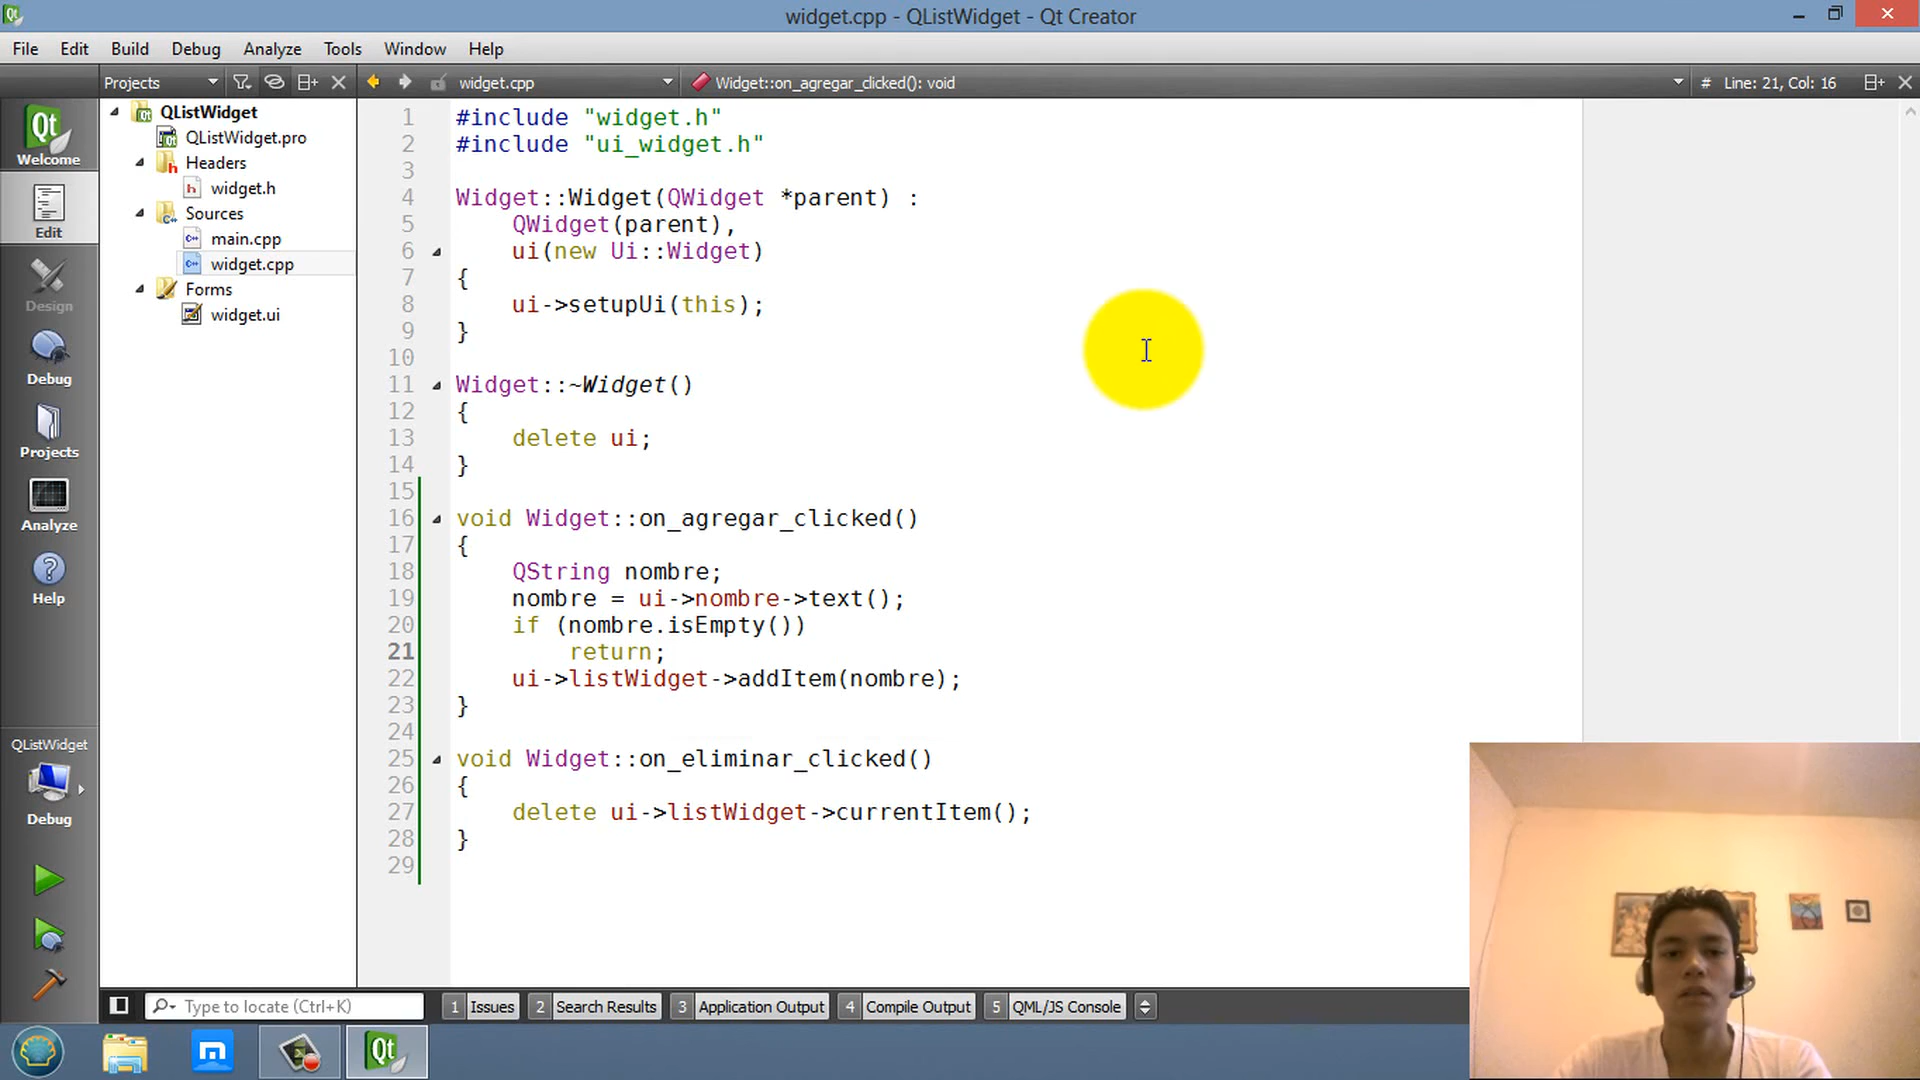 widget.cpp - QListWidget - Qt Creator
File Edit Build Debug Analyze Tools Window Help
Projects widget.cpp Widget::on_agregar_clicked(): void # Line: 21, Col: 16
Welcome
Edit
Design
Debug
Projects
Analyze
Help
QListWidget
Debug
QListWidget
QListWidget.pro
Headers
widget.h
Sources
main.cpp
widget.cpp
Forms
widget.ui
1 #include "widget.h"
2 #include "ui_widget.h"
3
4 Widget::Widget(QWidget *parent) :
5 QWidget(parent),
6 ui(new Ui::Widget)
7 {
8 ui->setupUi(this);
9 }
10
11 Widget::~Widget()
12 {
13 delete ui;
14 }
15
16 void Widget::on_agregar_clicked()
17 {
18 QString nombre;
19 nombre = ui->nombre->text();
20 if (nombre.isEmpty())
21 return;
22 ui->listWidget->addItem(nombre);
23 }
24
25 void Widget::on_eliminar_clicked()
26 {
27 delete ui->listWidget->currentItem();
28 }
29
Type to locate (Ctrl+K) 1 Issues 2 Search Results 3 Application Output 4 Compile Output 5 QML/JS Console